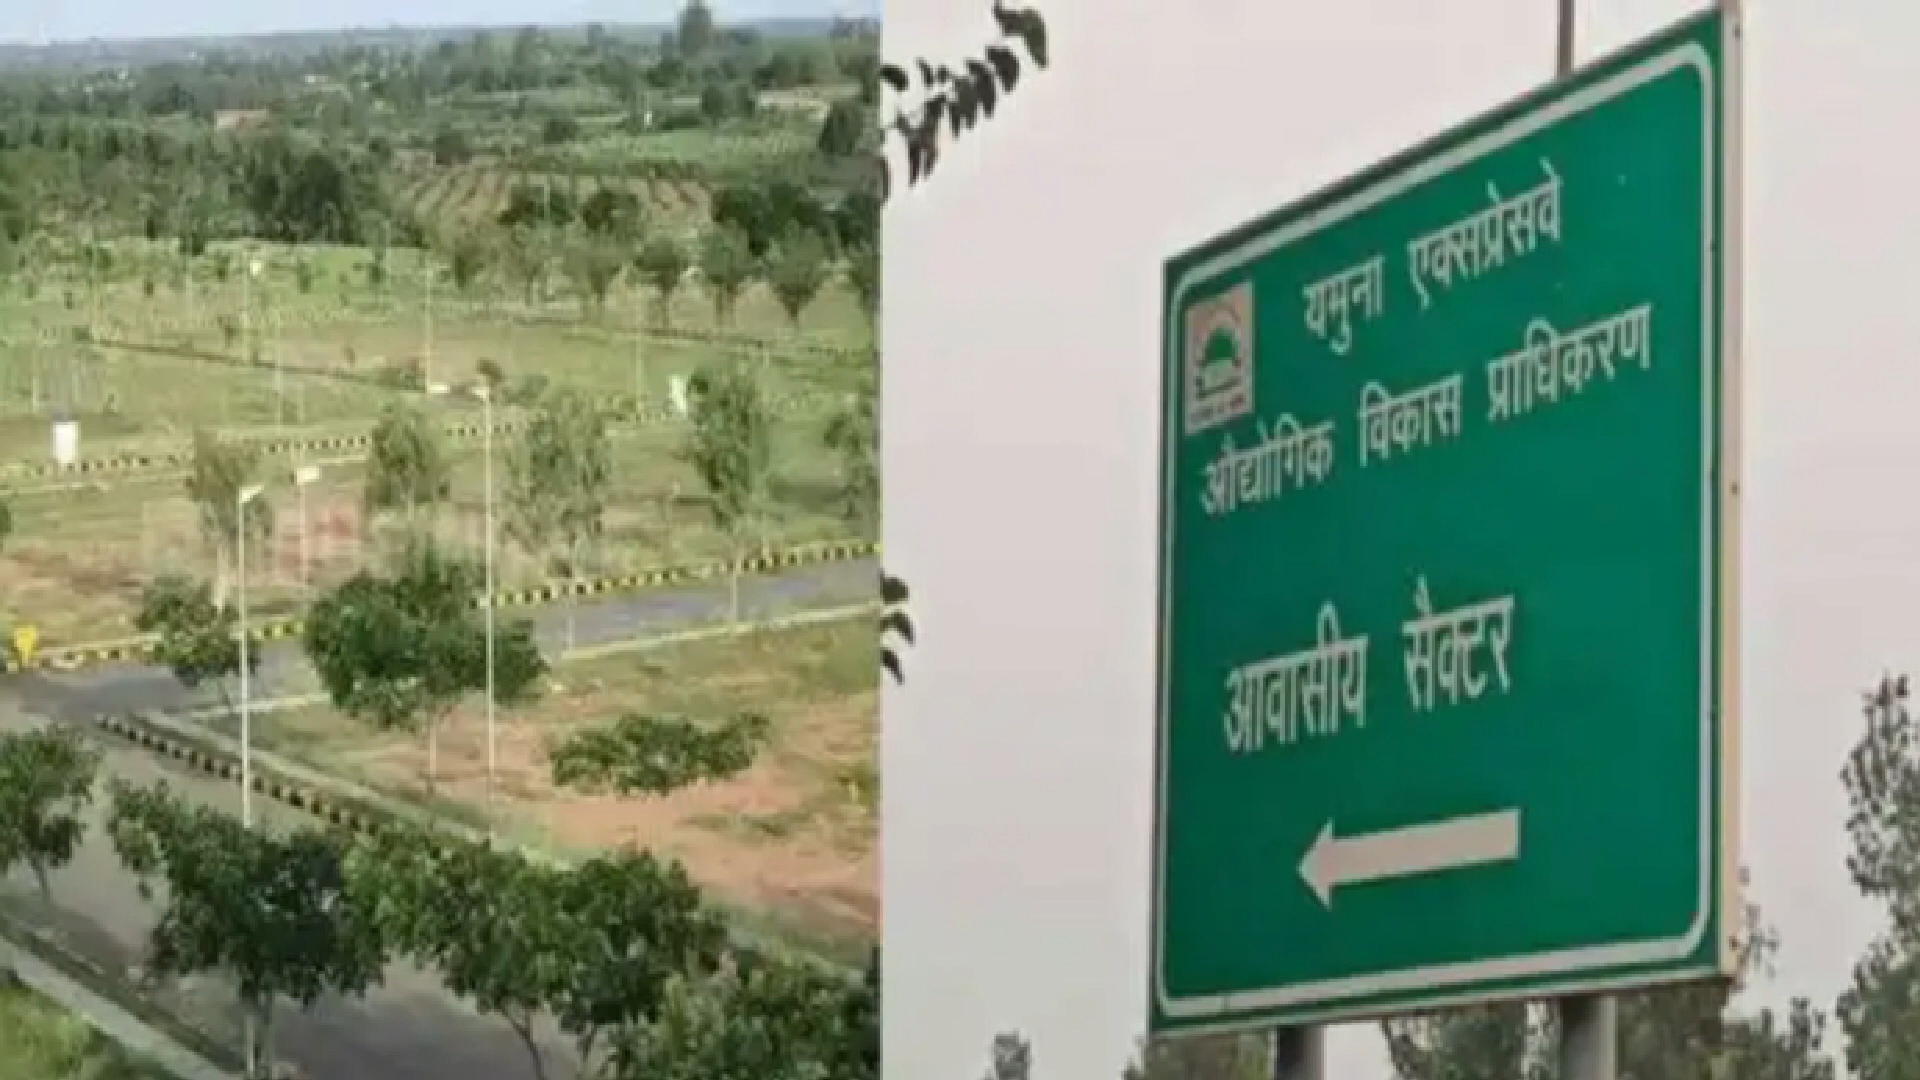 यमुना एक्सप्रेसवे
औद्योगिक विकास प्राधिकरण
आवासीय सैक्टर